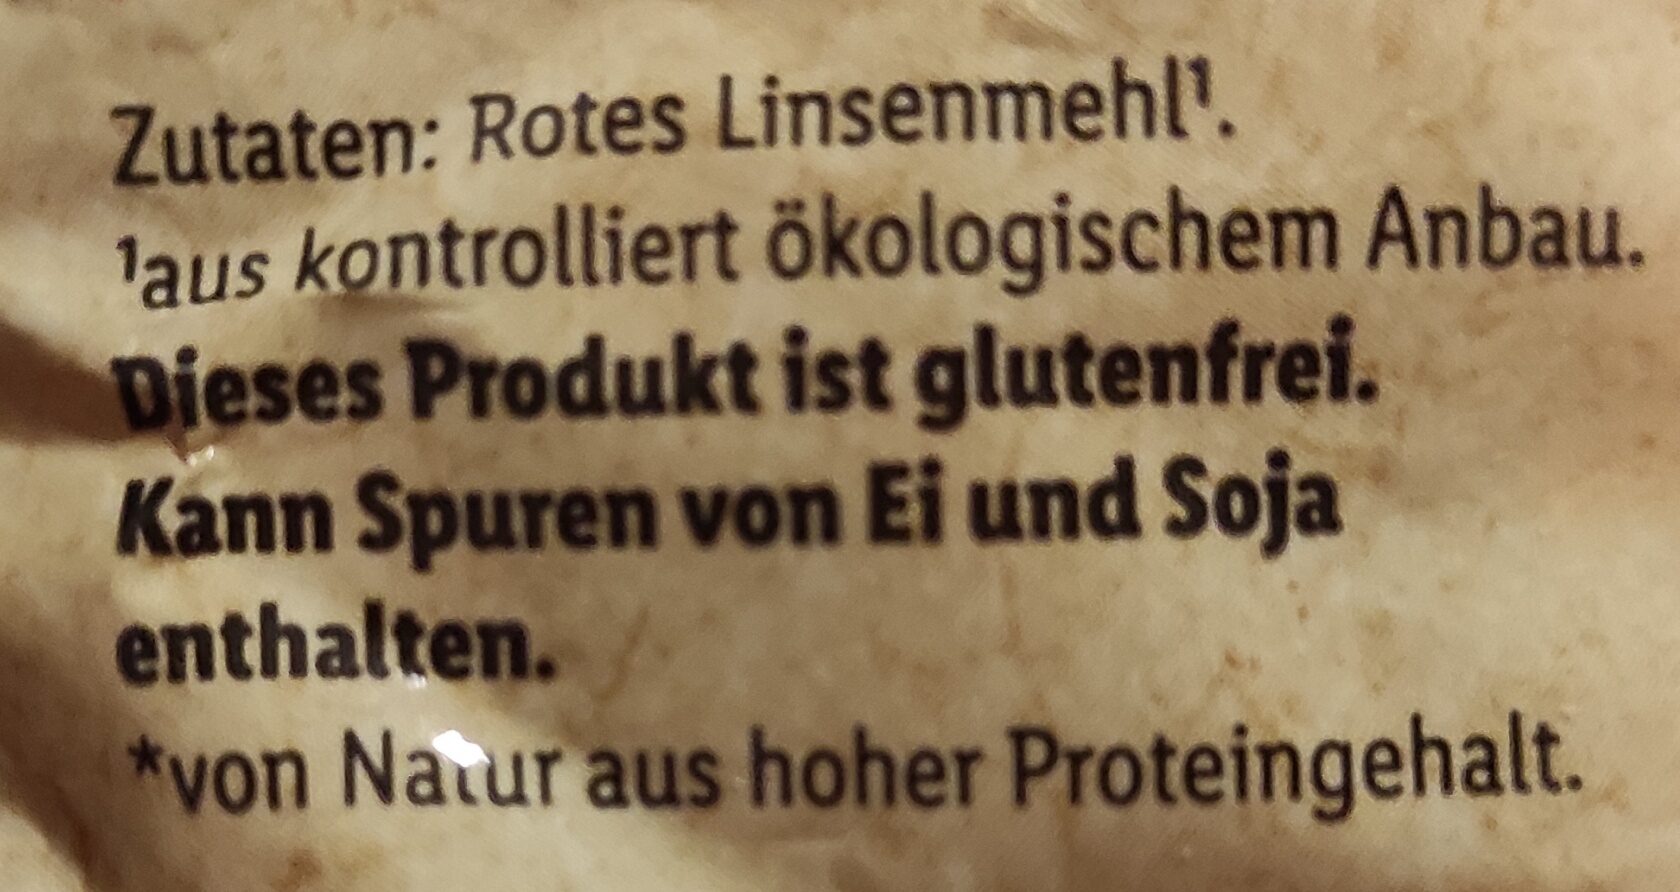 Zutaten: Rotes Linsenmehl¹.
¹aus kontrolliert ökologischem Anbau.
Dieses Produkt ist glutenfrei.
Kann Spuren von Ei und Soja
enthalten.
*von Natur aus hoher Proteingehalt.